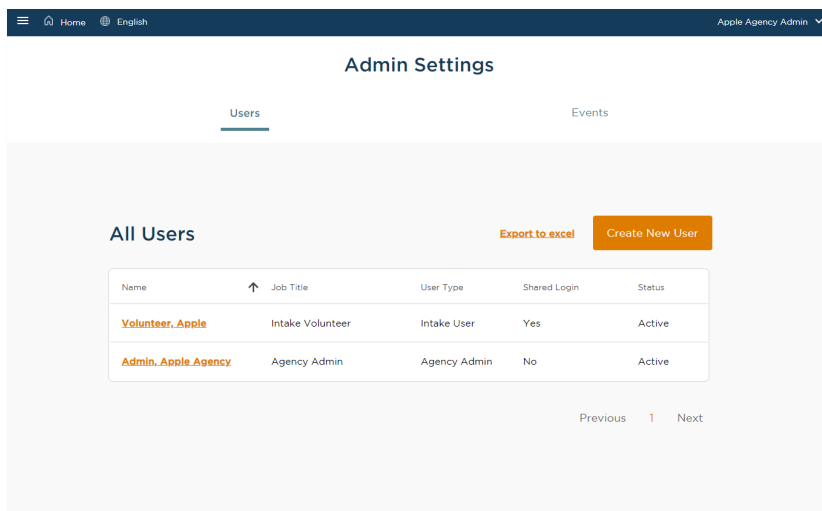 Home English Apple Agency Admin
Admin Settings
Users Events
All Users Export to excel Create New User
Name Job Title User Type Shared Login Status
Volunteer, Apple Intake Volunteer Intake User Yes Active
Admin, Apple Agency Agency Admin Agency Admin No Active
Previous 1 Next